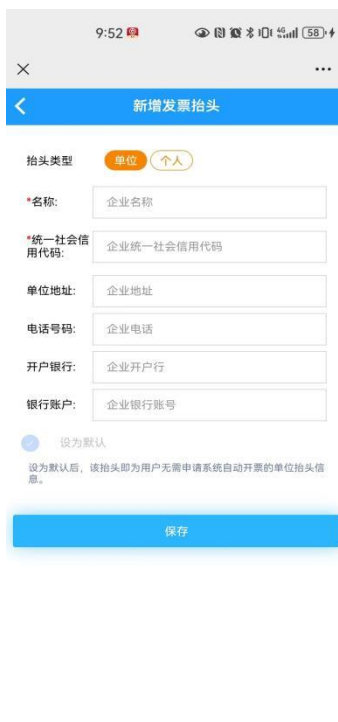 9:52 4G 58
新增发票抬头
抬头类型 单位 个人
*名称: 企业名称
*统一社会信
用代码: 企业统一社会信用代码
单位地址: 企业地址
电话号码: 企业电话
开户银行: 企业开户行
银行账户: 企业银行账号
设为默认
设为默认后，该抬头即为用户无需申请系统自动开票的单位抬头信
息。
保存